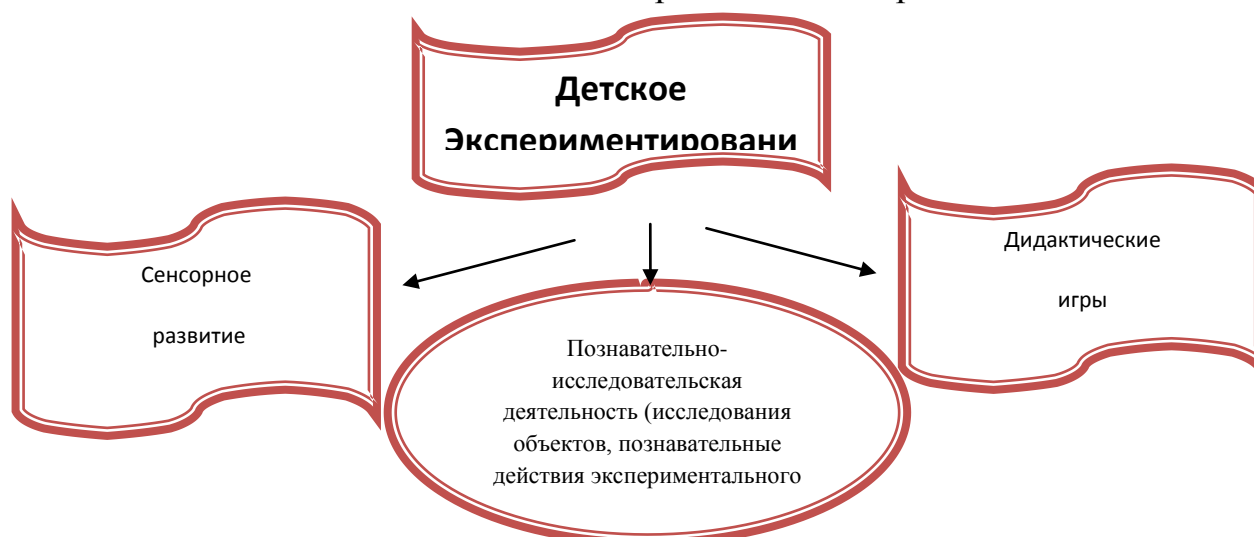 Детское
Экспериментировани
Сенсорное
развитие
Дидактические
игры
Познавательно-
исследовательская
деятельность (исследования
объектов, познавательные
действия экспериментального